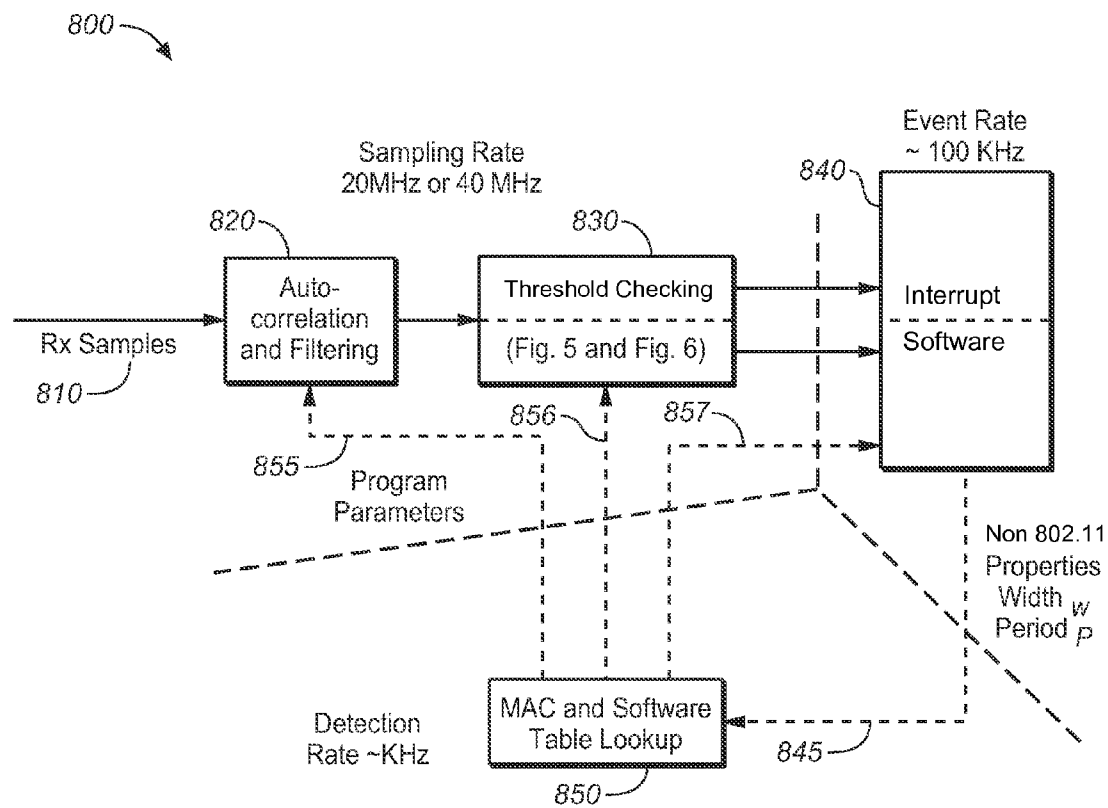 800
Event Rate
~ 100 KHz
Sampling Rate
20MHz or 40 MHz
840
820
830
Auto-
correlation
and Filtering
Threshold Checking
(Fig. 5 and Fig. 6)
Interrupt
Software
Rx Samples
810
856
857
855
Program
Parameters
Non 802.11
Properties
Width W
Period P
MAC and Software
Table Lookup
Detection
Rate ~KHz
845
850